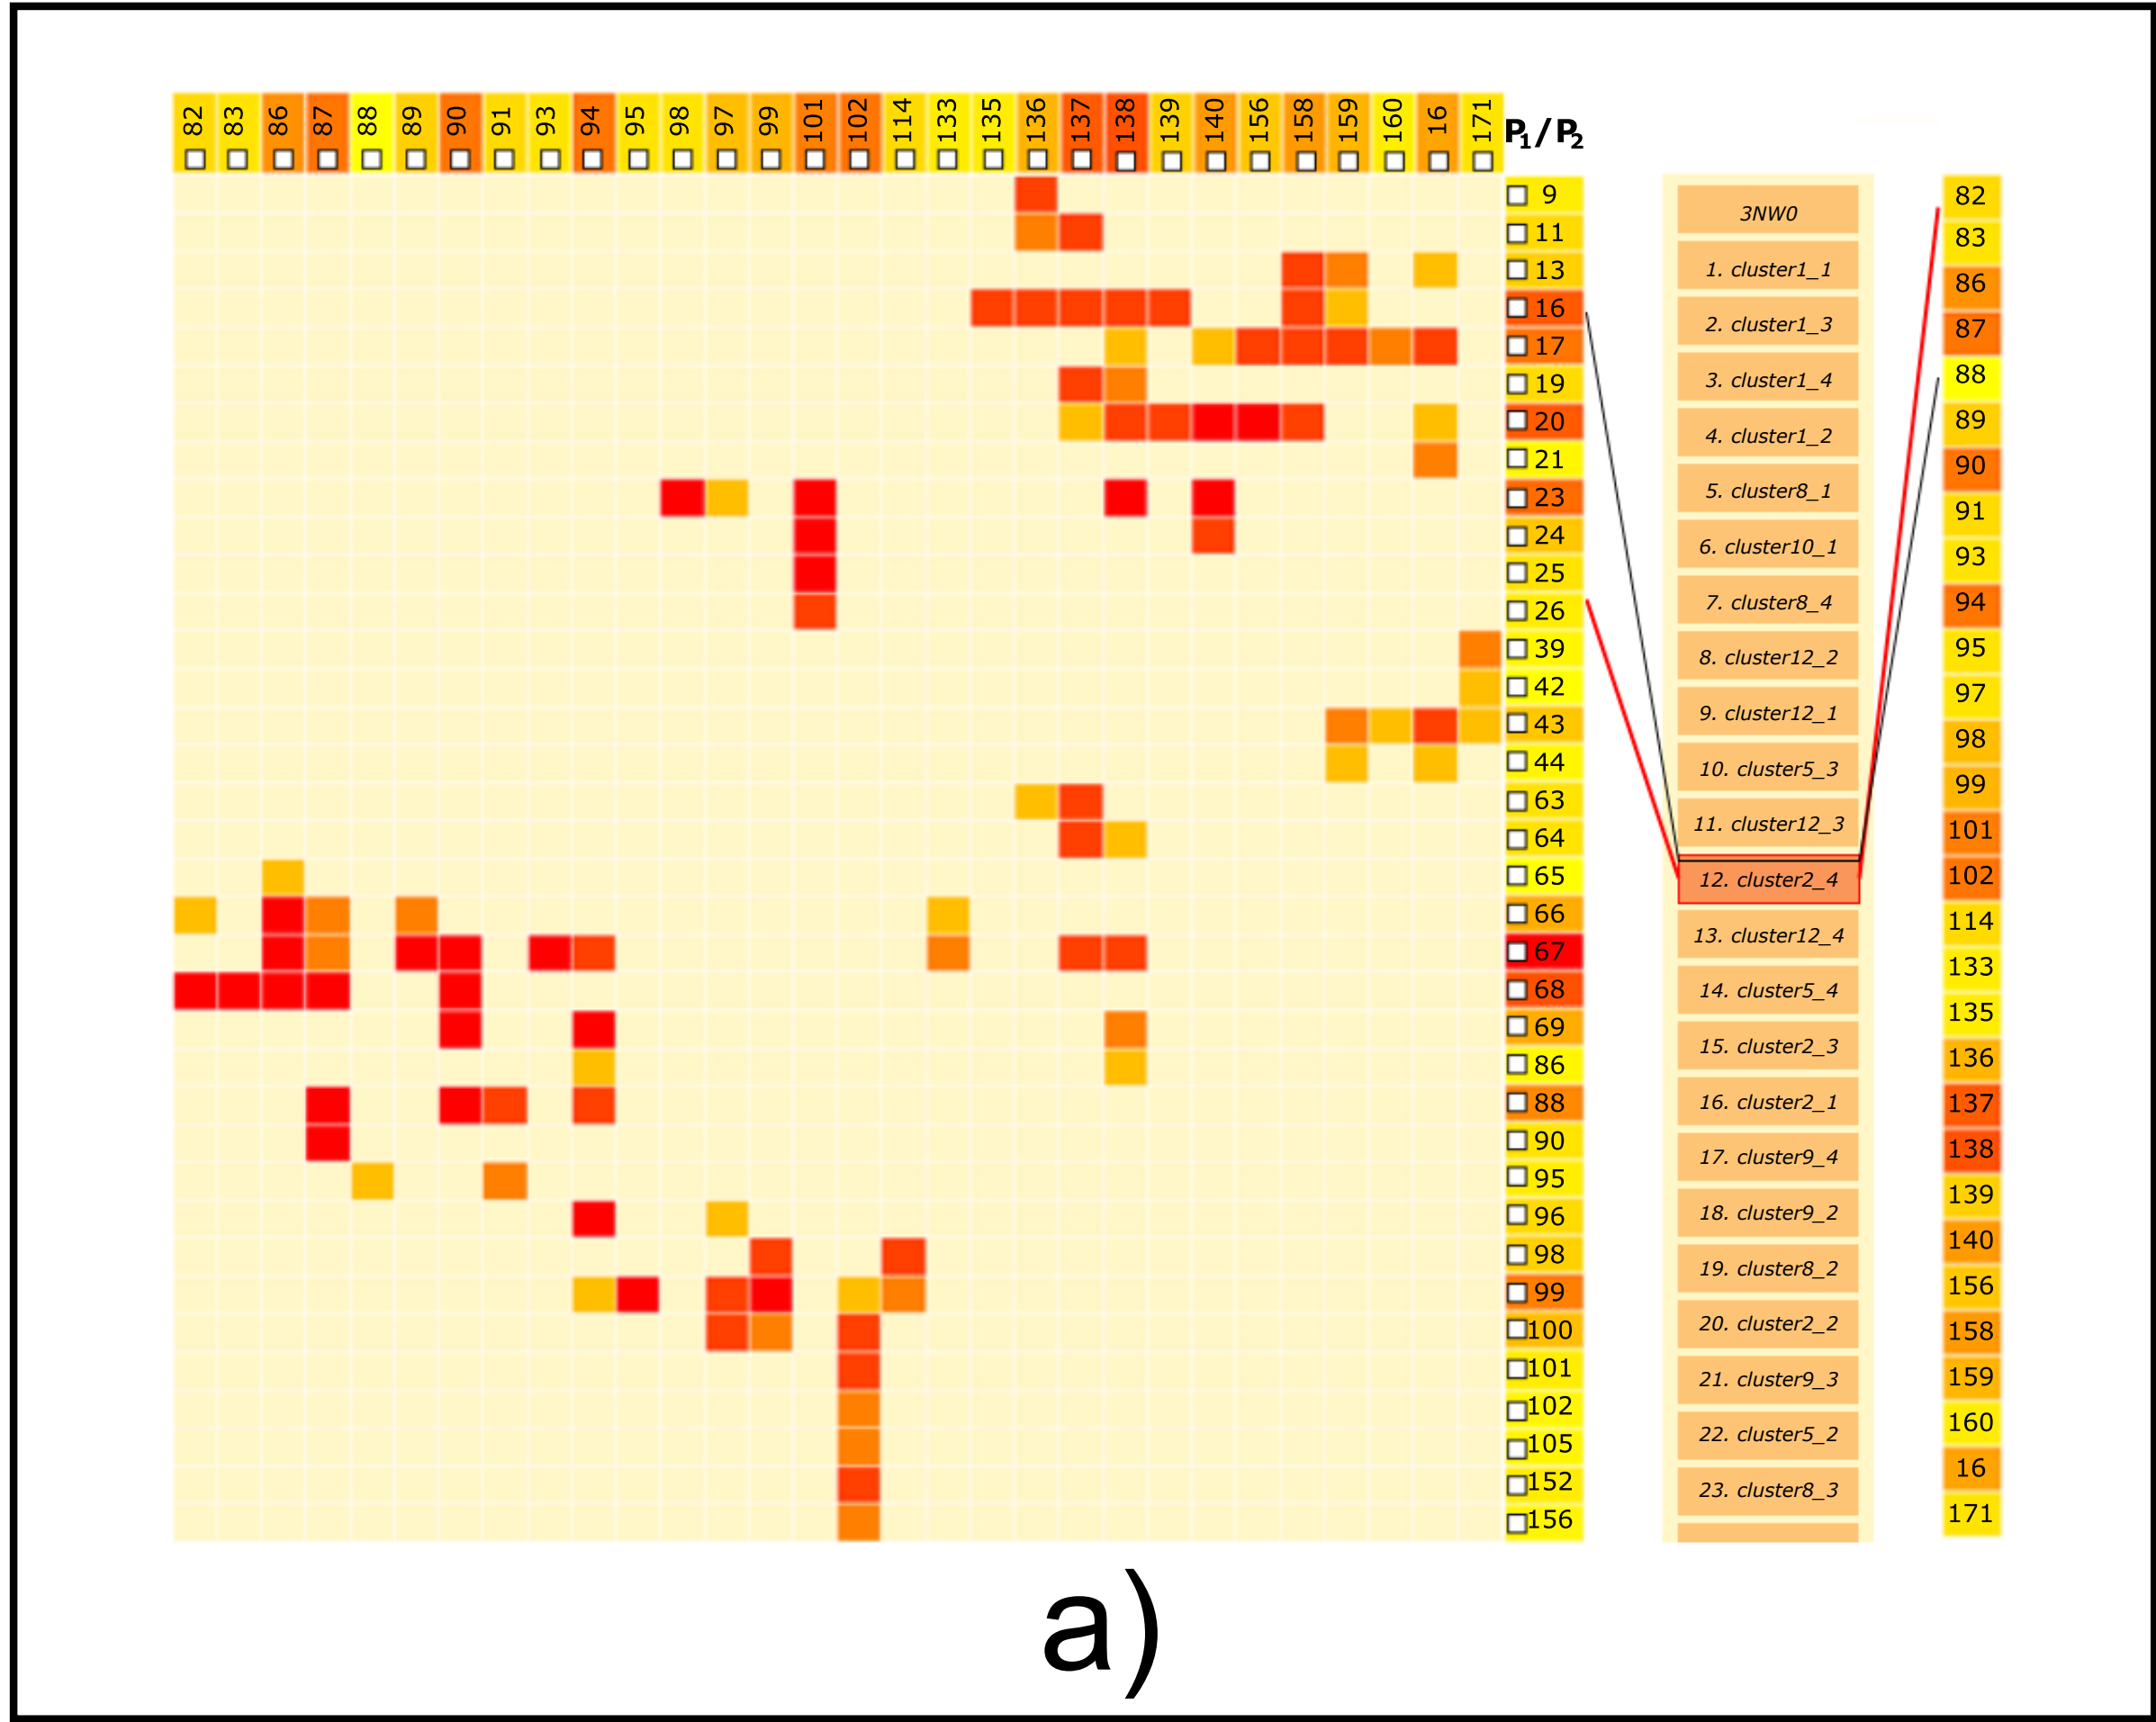 82 83 86 87 88 89 90 91 93 94 95 98 97 99 101 102 114 133 135 136 137 138 139 140 156 158 159 160 16 171
P1/P2
9
11
13
16
17
19
20
21
23
24
25
26
39
42
43
44
63
64
65
66
67
68
69
86
88
90
95
96
98
99
100
101
102
105
152
156
3NW0
1. cluster1_1
2. cluster1_3
3. cluster1_4
4. cluster1_2
5. cluster8_1
6. cluster10_1
7. cluster8_4
8. cluster12_2
9. cluster12_1
10. cluster5_3
11. cluster12_3
12. cluster2_4
13. cluster12_4
14. cluster5_4
15. cluster2_3
16. cluster2_1
17. cluster9_4
18. cluster9_2
19. cluster8_2
20. cluster2_2
21. cluster9_3
22. cluster5_2
23. cluster8_3
82
83
86
87
88
89
90
91
93
94
95
97
98
99
101
102
114
133
135
136
137
138
139
140
156
158
159
160
16
171
a)